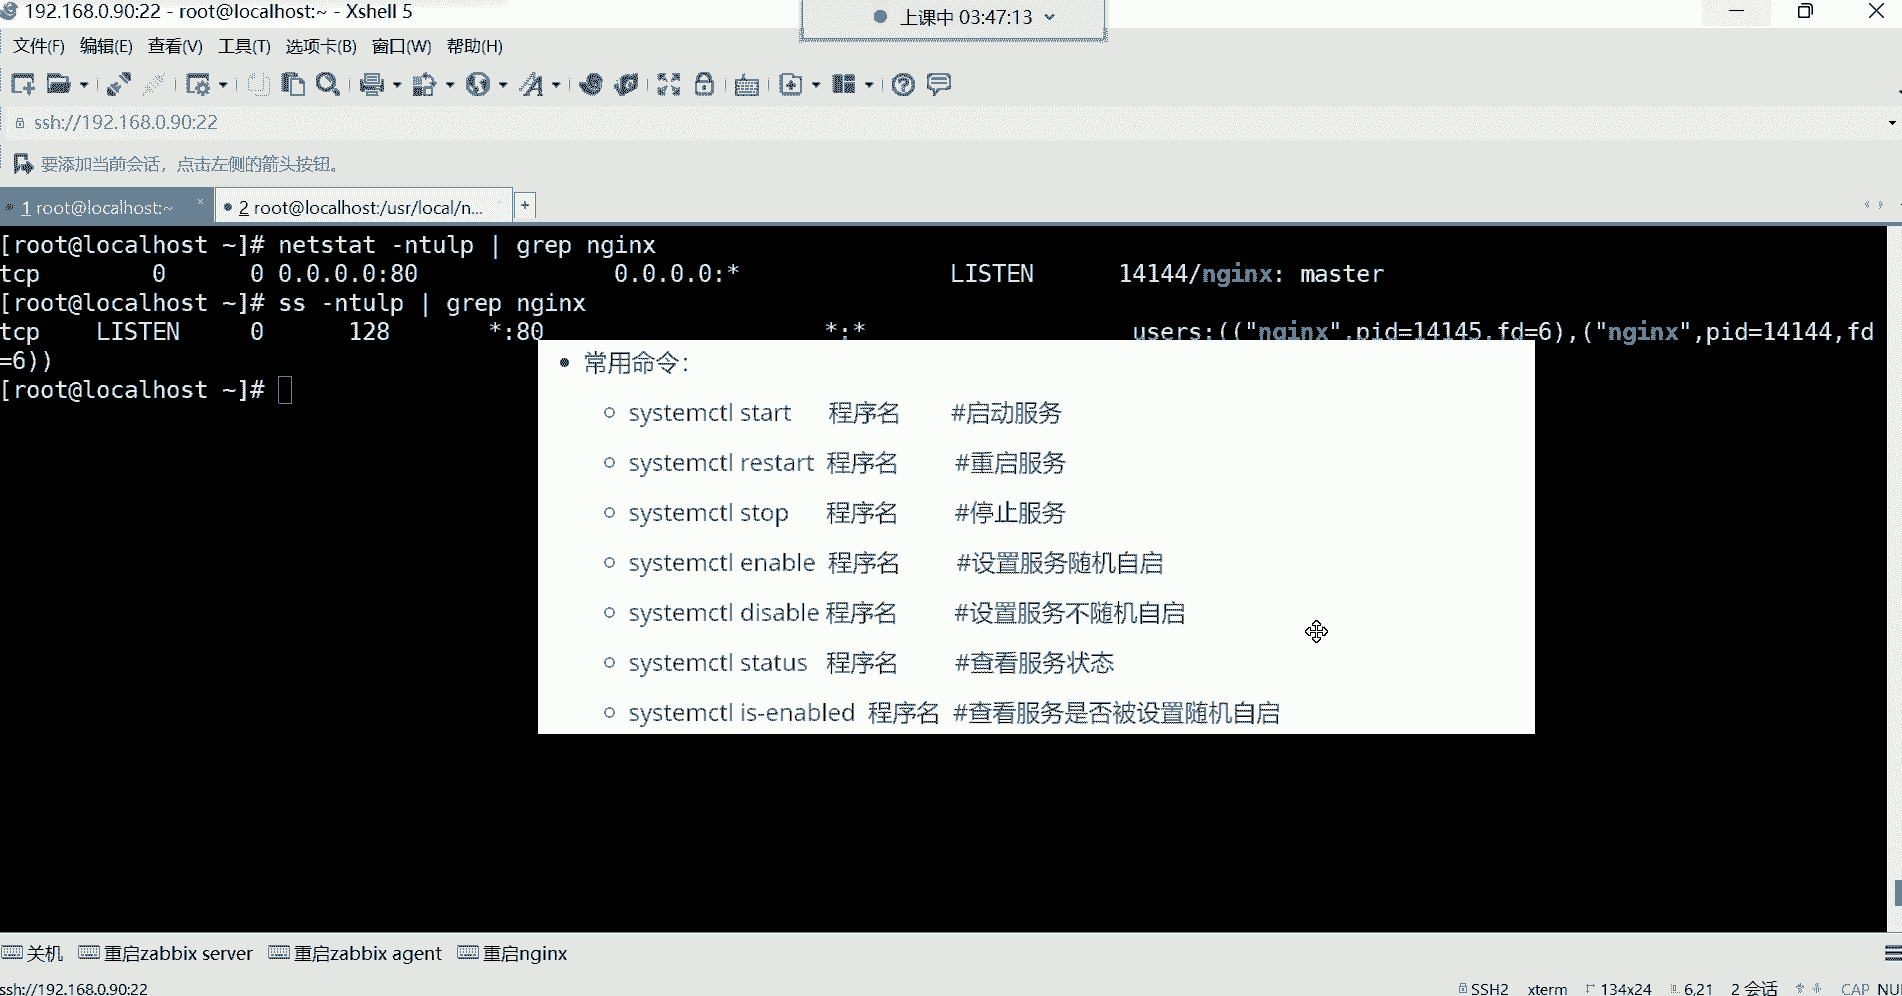 192.168.0.90:22 - root@localhost:~ - Xshell 5
上课中 03:47:13
文件(F) 编辑(E) 查看(V) 工具(T) 选项卡(B) 窗口(W) 帮助(H)
ssh://192.168.0.90:22
要添加当前会话，点击左侧的箭头按钮。
1 root@localhost:~ 2 root@localhost:/usr/local/n...
[root@localhost ~]# netstat -ntulp | grep nginx
tcp 0 0 0.0.0.0:80 0.0.0.0:* LISTEN 14144/nginx: master
[root@localhost ~]# ss -ntulp | grep nginx
tcp LISTEN 0 128 *:80 *:* users:(("nginx",pid=14145,fd=6),("nginx",pid=14144,fd
=6))
[root@localhost ~]#
常用命令：
systemctl start 程序名 #启动服务
systemctl restart 程序名 #重启服务
systemctl stop 程序名 #停止服务
systemctl enable 程序名 #设置服务随机自启
systemctl disable 程序名 #设置服务不随机自启
systemctl status 程序名 #查看服务状态
systemctl is-enabled 程序名 #查看服务是否被设置随机自启
关机 重启zabbix server 重启zabbix agent 重启nginx
ssh://192.168.0.90:22 SSH2 xterm 134x24 6,21 2 会话 CAP NU